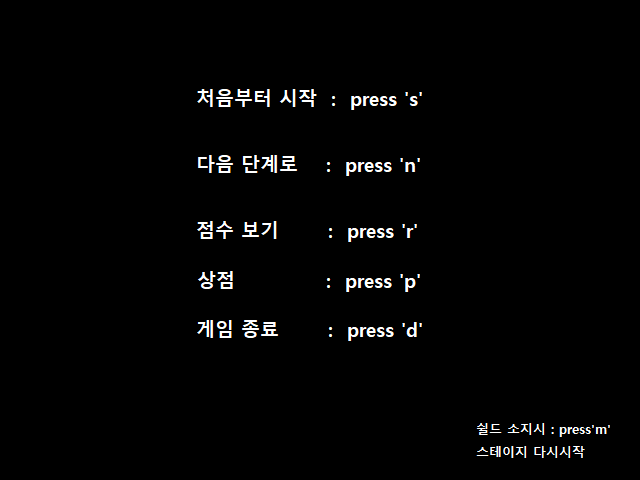 처음부터 시작 : press 's'
다음 단계로 : press 'n'
점수 보기 : press 'r'
상점 : press 'p'
게임 종료 : press 'd'
쉴드 소지시 : press'm'
스테이지 다시시작